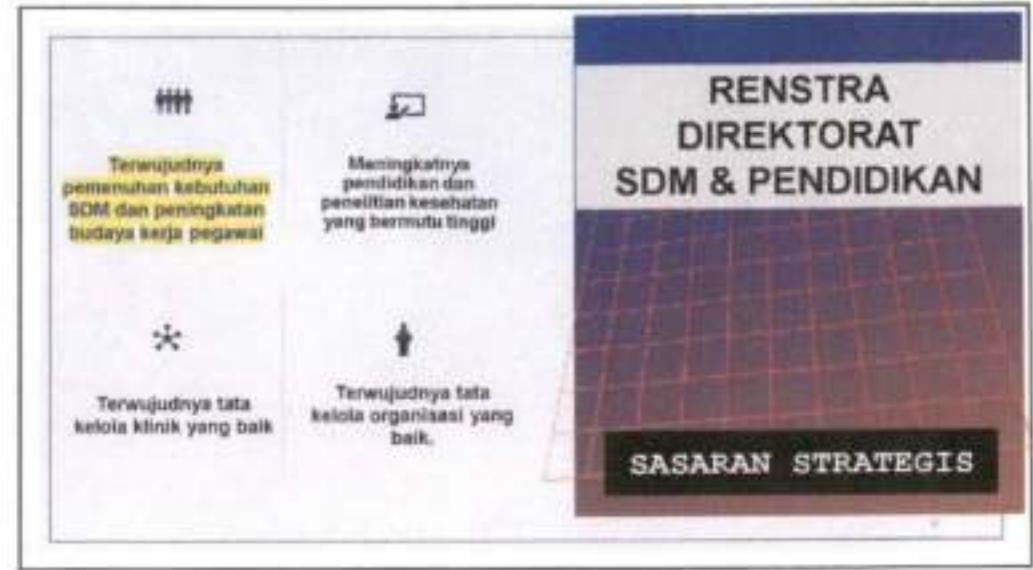 Terwujudnya
pemenuhan kebutuhan
SDM dan peningkatan
budaya kerja pegawai
Meningkatnya
pendidikan dan
penelitian kesehatan
yang bermutu tinggi
Terwujudnya tata
kelola klinik yang baik
Terwujudnya tata
kelola organisasi yang
baik.
RENSTRA
DIREKTORAT
SDM & PENDIDIKAN
SASARAN STRATEGIS